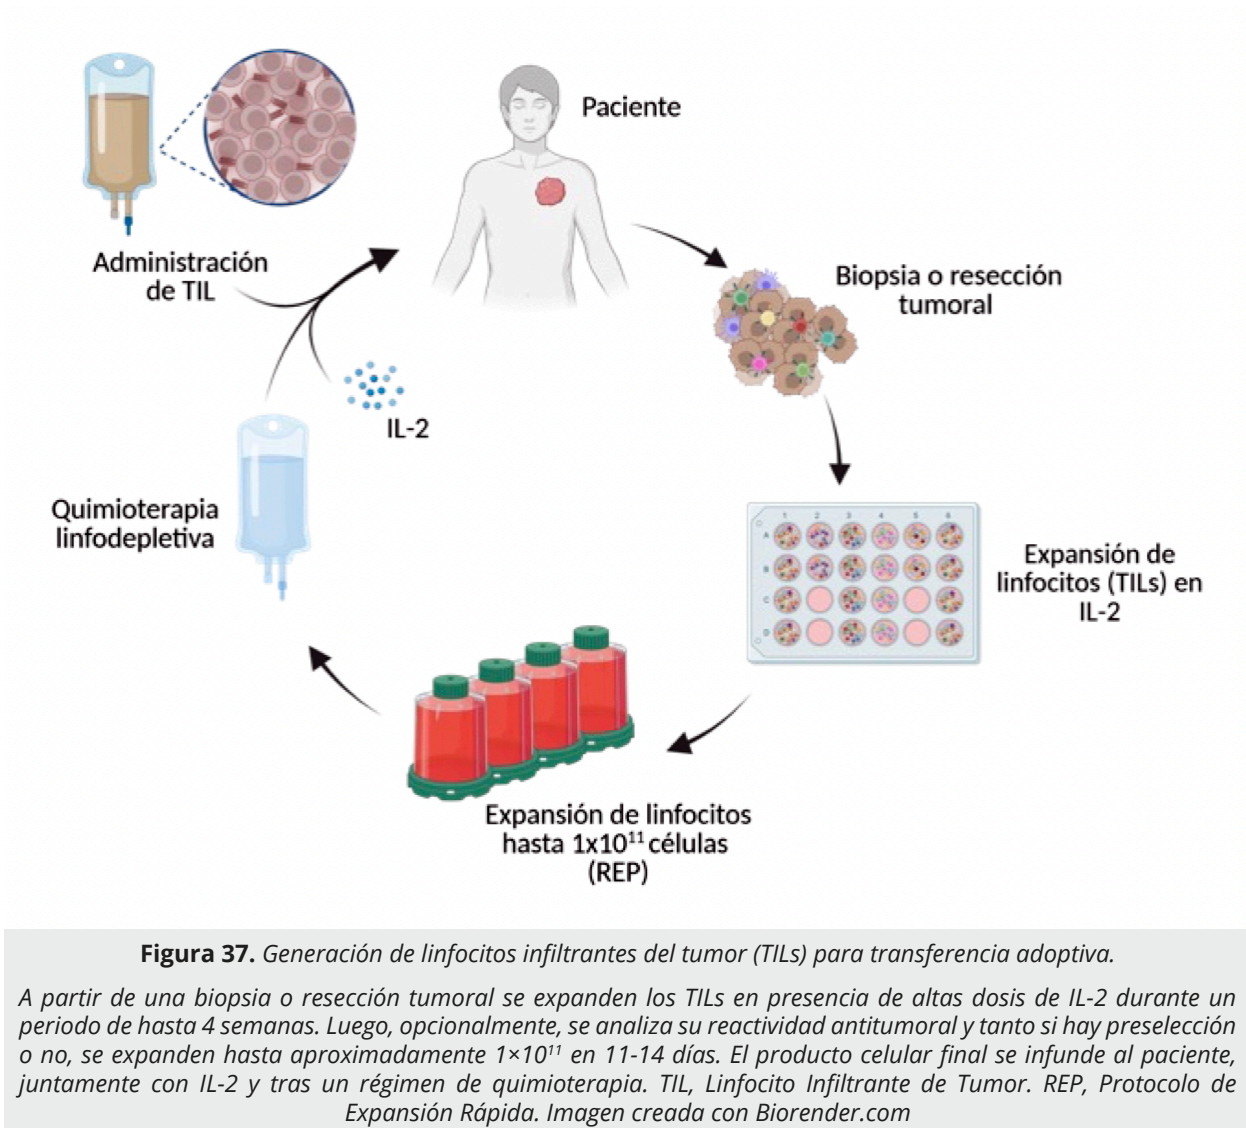 Paciente
Administración
de TIL
Biopsia o resección
tumoral
IL-2
Quimioterapia
linfodepletiva
1 2 3 4 5 6
A
B
C
D
Expansión de
linfocitos (TILs) en
IL-2
Expansión de linfocitos
hasta 1x10¹¹ células
(REP)
Figura 37. Generación de linfocitos infiltrantes del tumor (TILs) para transferencia adoptiva.
A partir de una biopsia o resección tumoral se expanden los TILs en presencia de altas dosis de IL-2 durante un
periodo de hasta 4 semanas. Luego, opcionalmente, se analiza su reactividad antitumoral y tanto si hay preselección
o no, se expanden hasta aproximadamente 1×10¹¹ en 11-14 días. El producto celular final se infunde al paciente,
juntamente con IL-2 y tras un régimen de quimioterapia. TIL, Linfocito Infiltrante de Tumor. REP, Protocolo de
Expansión Rápida. Imagen creada con Biorender.com